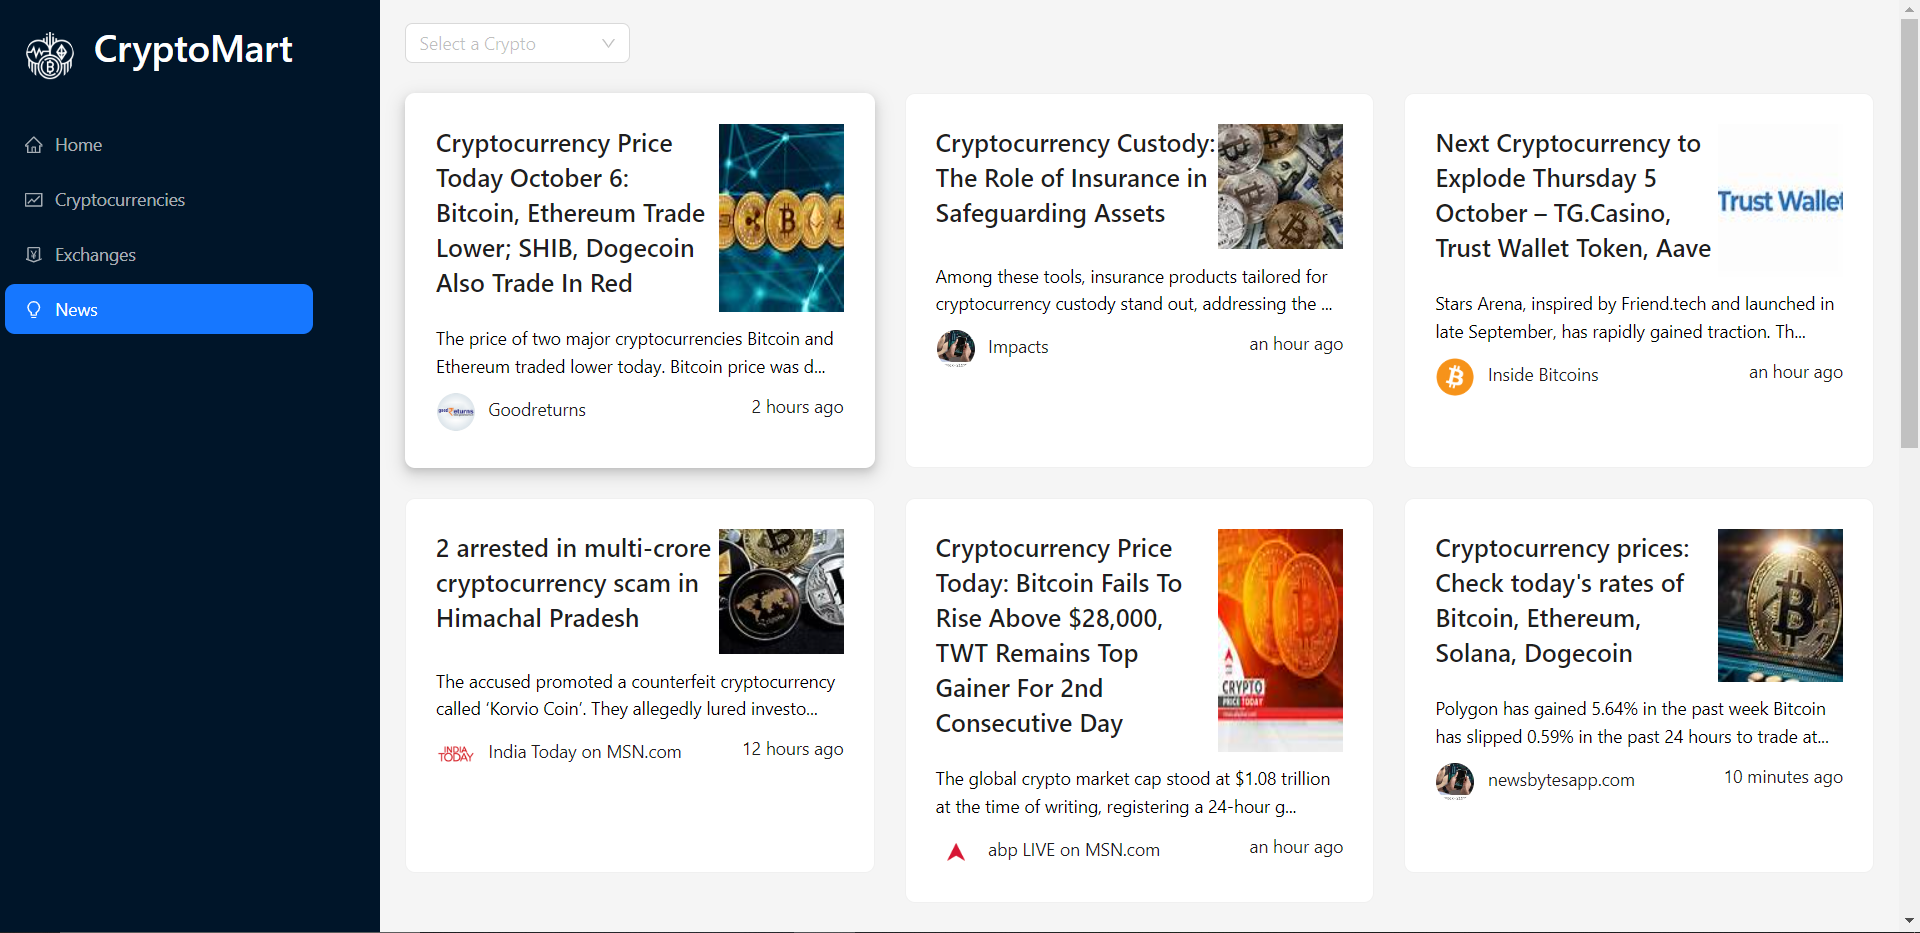 CryptoMart
Home
Cryptocurrencies
Exchanges
News
Select a Crypto
Cryptocurrency Price
Today October 6:
Bitcoin, Ethereum Trade
Lower; SHIB, Dogecoin
Also Trade In Red
The price of two major cryptocurrencies Bitcoin and
Ethereum traded lower today. Bitcoin price was d...
Goodreturns
2 hours ago
Cryptocurrency Custody:
The Role of Insurance in
Safeguarding Assets
Among these tools, insurance products tailored for
cryptocurrency custody stand out, addressing the ...
Impacts
an hour ago
Next Cryptocurrency to
Explode Thursday 5
October – TG.Casino,
Trust Wallet Token, Aave
Trust Wallet
Stars Arena, inspired by Friend.tech and launched in
late September, has rapidly gained traction. Th...
Inside Bitcoins
an hour ago
2 arrested in multi-crore
cryptocurrency scam in
Himachal Pradesh
The accused promoted a counterfeit cryptocurrency
called ‘Korvio Coin’. They allegedly lured investo...
INDIA
TODAY
India Today on MSN.com
12 hours ago
Cryptocurrency Price
Today: Bitcoin Fails To
Rise Above $28,000,
TWT Remains Top
Gainer For 2nd
Consecutive Day
CRYPTO
PRICE TODAY
The global crypto market cap stood at $1.08 trillion
at the time of writing, registering a 24-hour g...
abp LIVE on MSN.com
an hour ago
Cryptocurrency prices:
Check today's rates of
Bitcoin, Ethereum,
Solana, Dogecoin
Polygon has gained 5.64% in the past week Bitcoin
has slipped 0.59% in the past 24 hours to trade at...
newsbytesapp.com
10 minutes ago